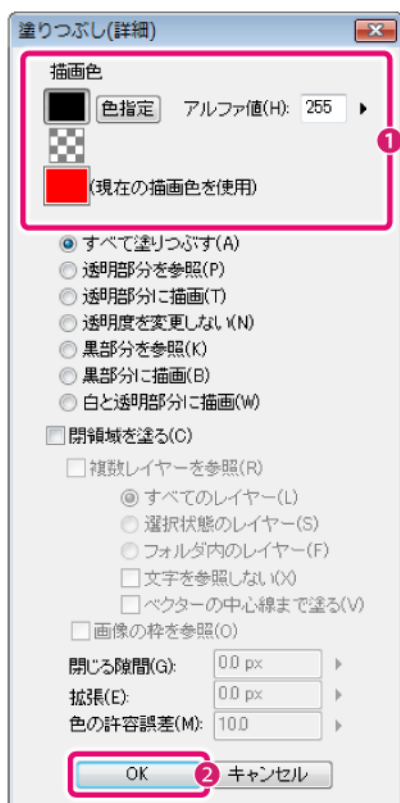 塗りつぶし(詳細)
描画色
色指定 アルファ値(H): 255
1
(現在の描画色を使用)
すべて塗りつぶす(A)
透明部分を参照(P)
透明部分に描画(T)
透明度を変更しない(N)
黒部分を参照(K)
黒部分に描画(B)
白と透明部分に描画(W)
閉領域を塗る(C)
複数レイヤーを参照(R)
すべてのレイヤー(L)
選択状態のレイヤー(S)
フォルダ内のレイヤー(F)
文字を参照しない(X)
ベクターの中心線まで塗る(V)
画像の枠を参照(O)
閉じる隙間(G): 0.0 px
拡張(E): 0.0 px
色の許容誤差(M): 10.0
OK 2 キャンセル